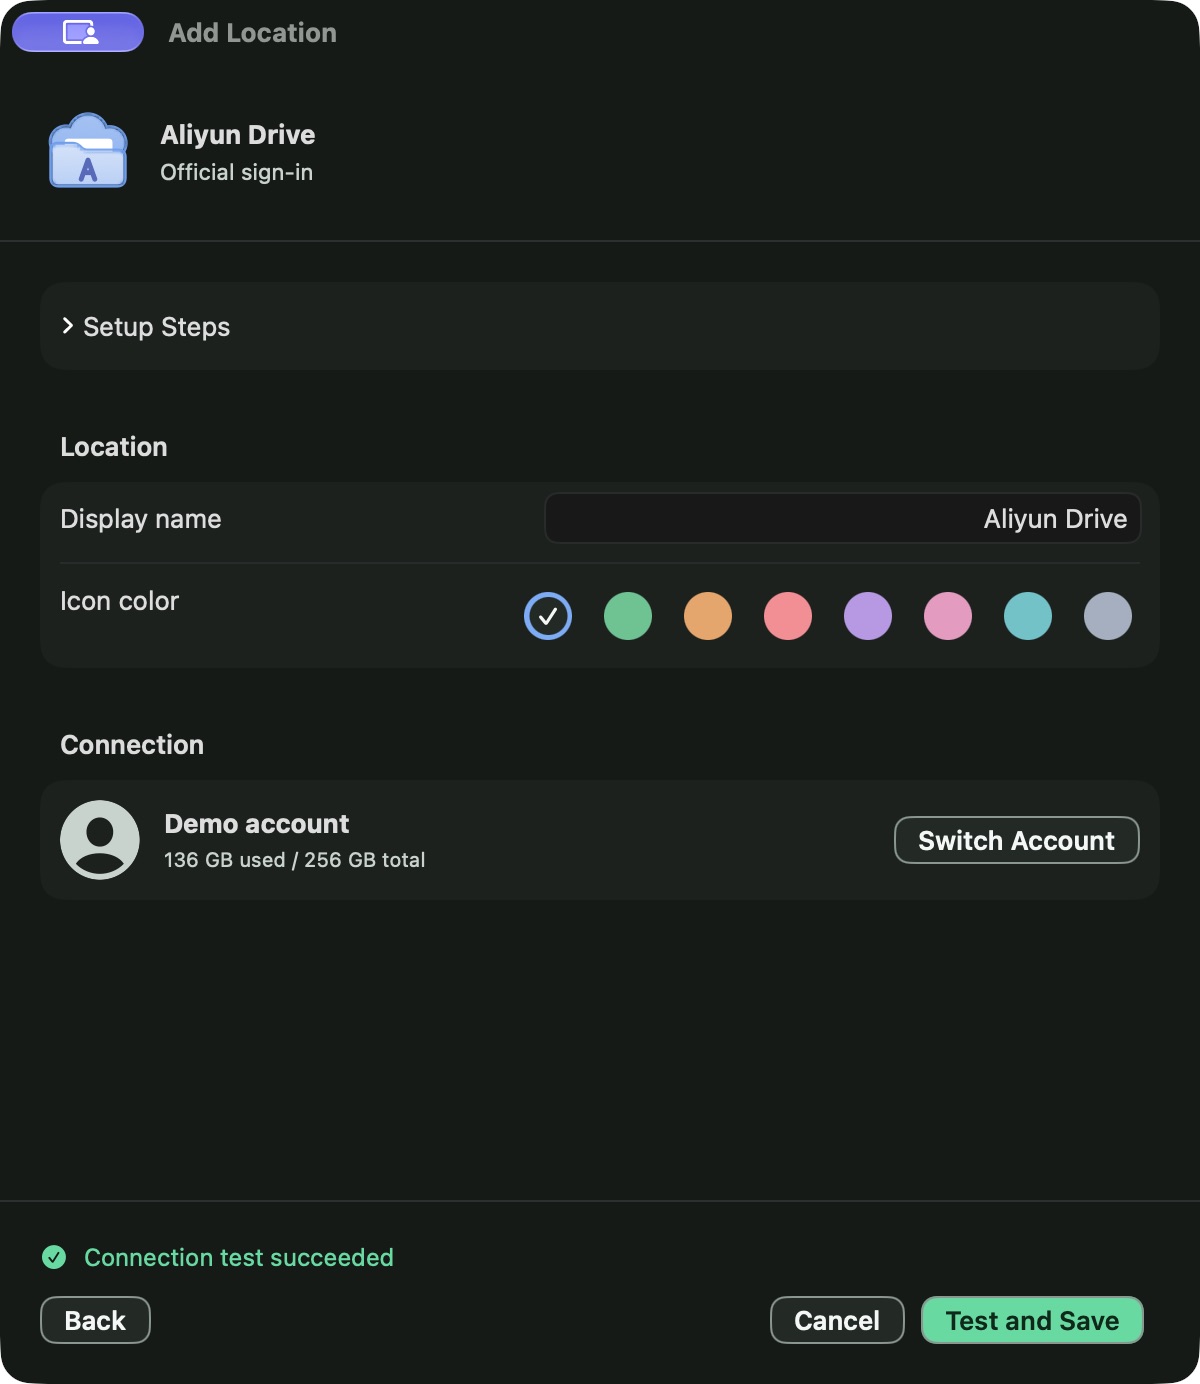 Add Location
Aliyun Drive
Official sign-in
Setup Steps
Location
Display name
Aliyun Drive
Icon color
Connection
Demo account
136 GB used / 256 GB total
Switch Account
Connection test succeeded
Back
Cancel
Test and Save